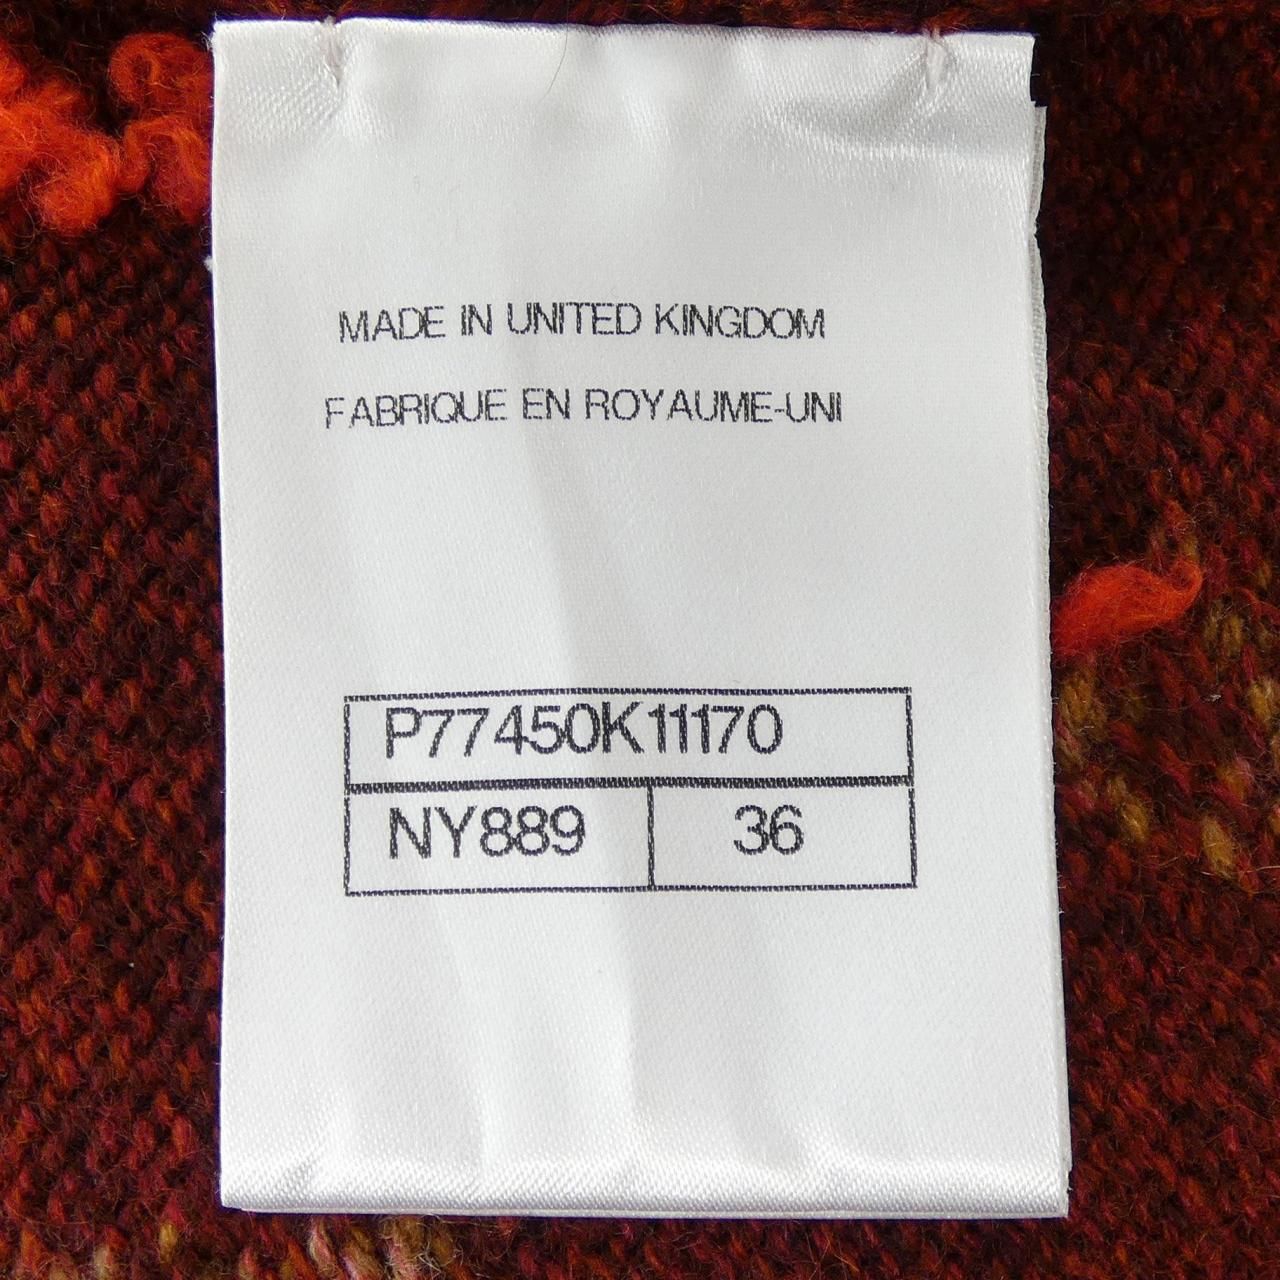 MADE IN UNITED KINGDOM
FABRIQUE EN ROYAUME-UNI
P77450K11170
NY889 36